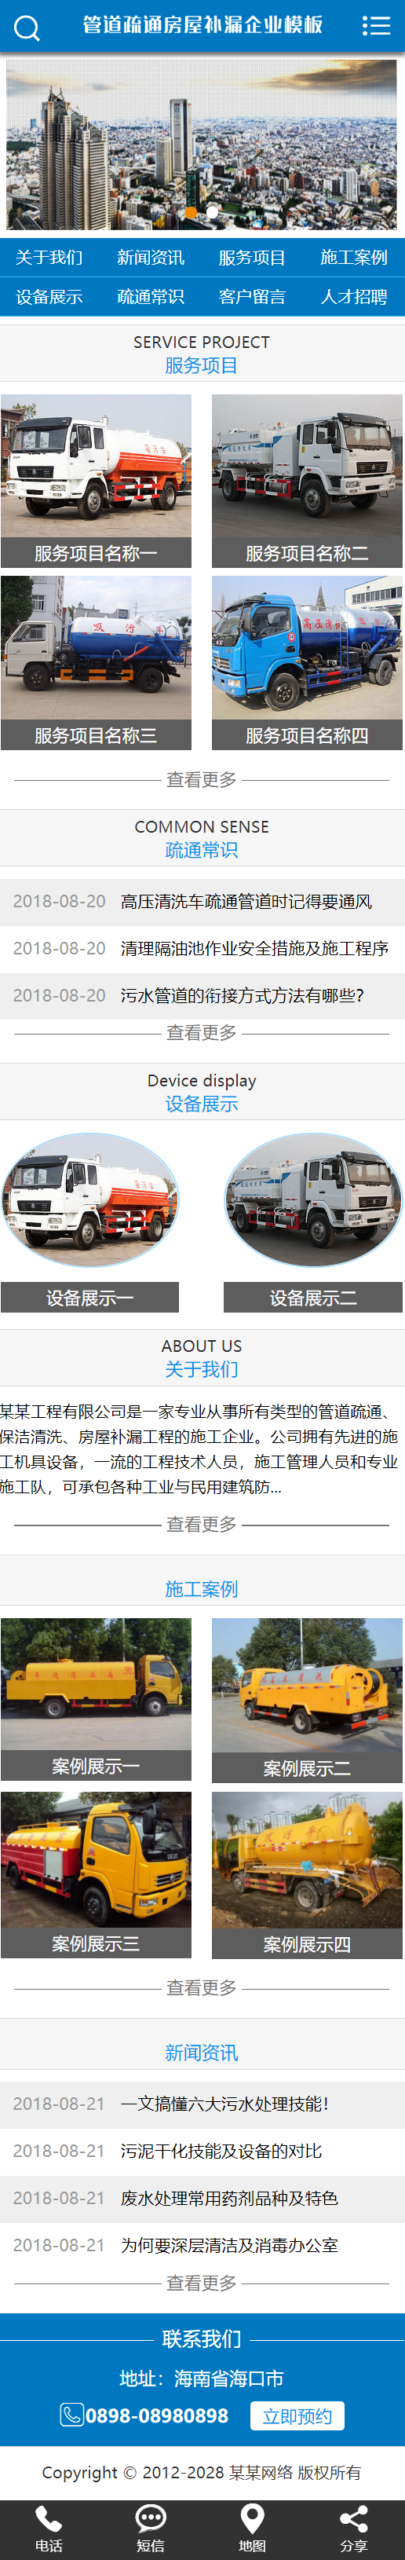 管道疏通房屋补漏企业模板
关于我们 新闻资讯 服务项目 施工案例
设备展示 疏通常识 客户留言 人才招聘
SERVICE PROJECT
服务项目
服务项目名称一 服务项目名称二
吸污车
高压清洗
服务项目名称三 服务项目名称四
查看更多
COMMON SENSE
疏通常识
2018-08-20 高压清洗车疏通管道时记得要通风
2018-08-20 清理隔油池作业安全措施及施工程序
2018-08-20 污水管道的衔接方式方法有哪些?
查看更多
Device display
设备展示
设备展示一 设备展示二
ABOUT US
关于我们
某某工程有限公司是一家专业从事所有类型的管道疏通、
保洁清洗、房屋补漏工程的施工企业。公司拥有先进的施
工机具设备，一流的工程技术人员，施工管理人员和专业
施工队，可承包各种工业与民用建筑防...
查看更多
施工案例
案例展示一 案例展示二
案例展示三 案例展示四
查看更多
新闻资讯
2018-08-21 一文搞懂六大污水处理技能!
2018-08-21 污泥干化技能及设备的对比
2018-08-21 废水处理常用药剂品种及特色
2018-08-21 为何要深层清洁及消毒办公室
查看更多
联系我们
地址：海南省海口市
0898-08980898 立即预约
Copyright © 2012-2028 某某网络 版权所有
电话 短信 地图 分享